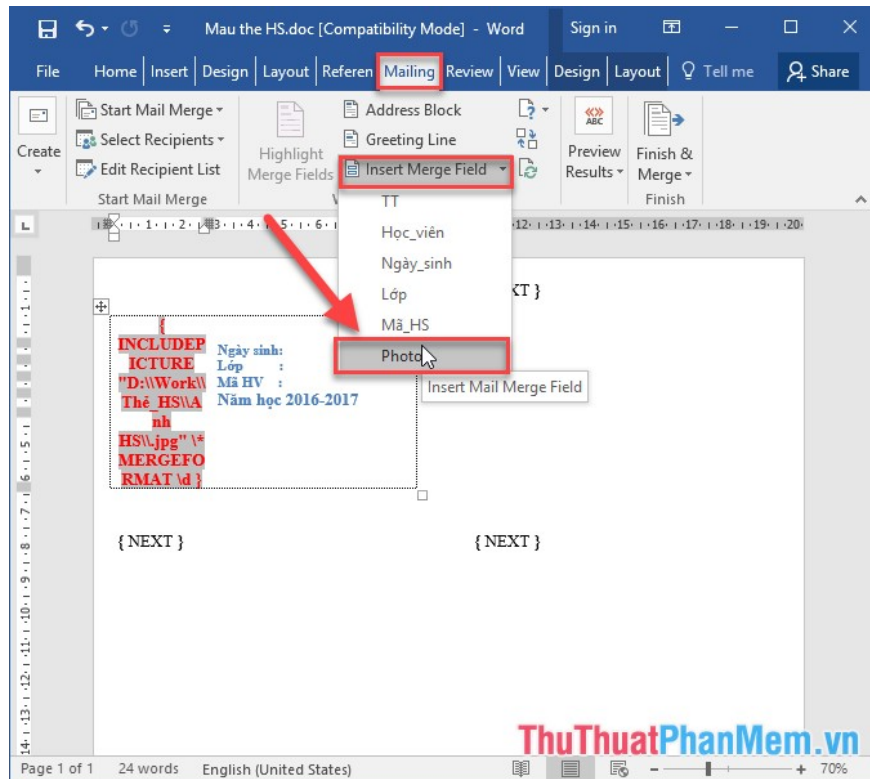 Mau the HS.doc [Compatibility Mode] - Word
Sign in
File Home Insert Design Layout Referen Mailing Review View Design Layout Tell me Share
Create
Start Mail Merge
Select Recipients
Edit Recipient List
Start Mail Merge
Highlight
Merge Fields
Address Block
Greeting Line
Insert Merge Field
ABC
Preview
Results
Finish &
Merge
Finish
TT
Học_viên
Ngày_sinh
Lớp
Mã_HS
Photo
Insert Mail Merge Field
{
INCLUDEP
ICTURE
"D:\\Work\\
Thẻ_HS\\A
nh
HS\\.jpg" \*
MERGEFO
RMAT \d }
Ngày sinh:
Lớp :
Mã HV :
Năm học 2016-2017
{ NEXT }
{ NEXT }
ThuThuatPhanMem.vn
Page 1 of 1 24 words English (United States) 70%